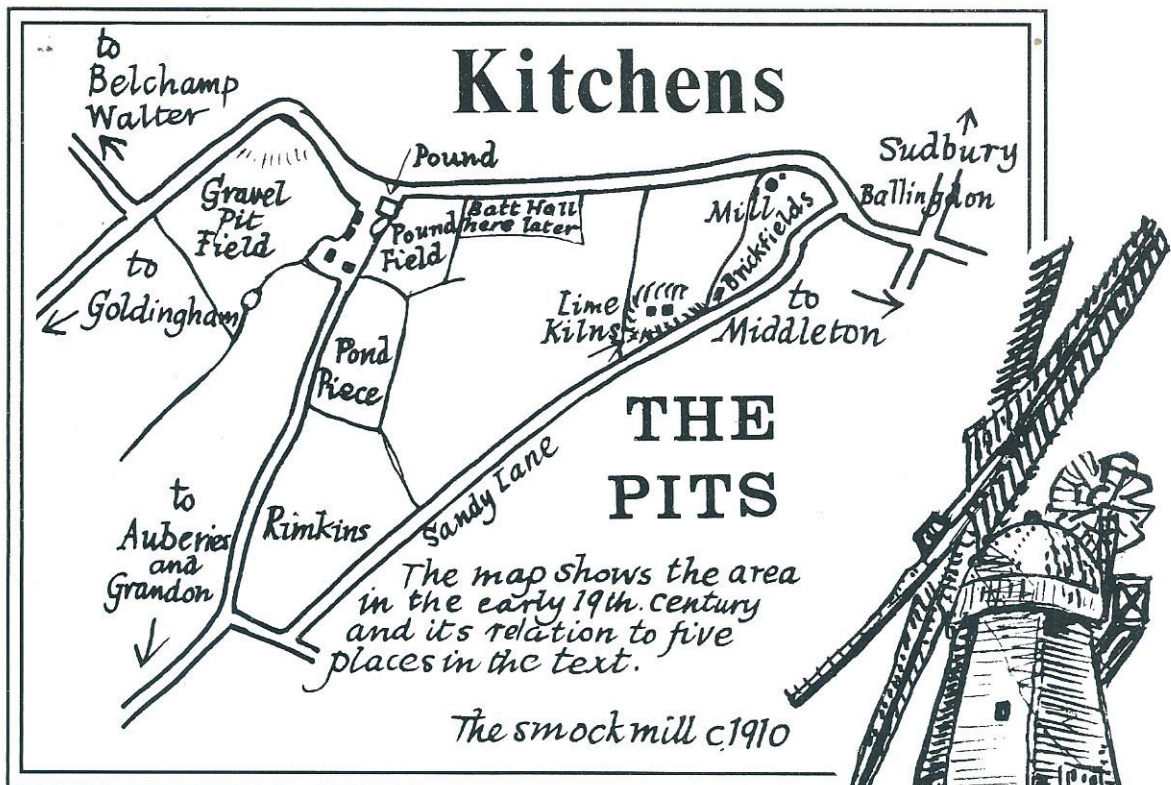 Kitchens
to
Belchamp
Walter
Pound
Sudbury
Ballingdon
Gravel
Pit
Field
Pound
Field
Batt Hall
here later
Mill
Brickfields
to
Goldingham
Lime
Kilns
to
Middleton
Pond
Piece
THE
PITS
Sandy Lane
Rimkins
to
Auberies
and
Grandon
The map shows the area
in the early 19th. Century
and its relation to five
places in the text.
The smock mill c1910